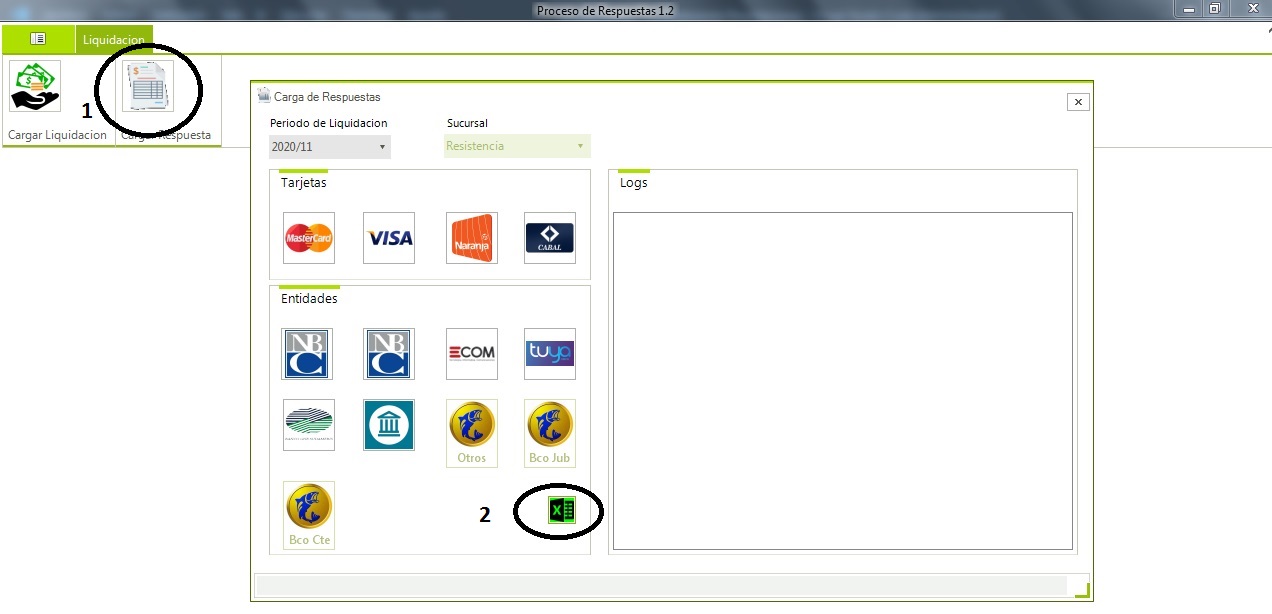 Proceso de Respuestas 1.2
Liquidacion
1
Cargar Liquidacion
Cargar Respuesta
Carga de Respuestas
Periodo de Liquidacion
Sucursal
2020/11
Resistencia
Tarjetas
Logs
MasterCard
VISA
Naranja
CABAL
Entidades
NBC
NBC
ECOM
tuya
Otros
Bco Jub
2
X
Bco Cte